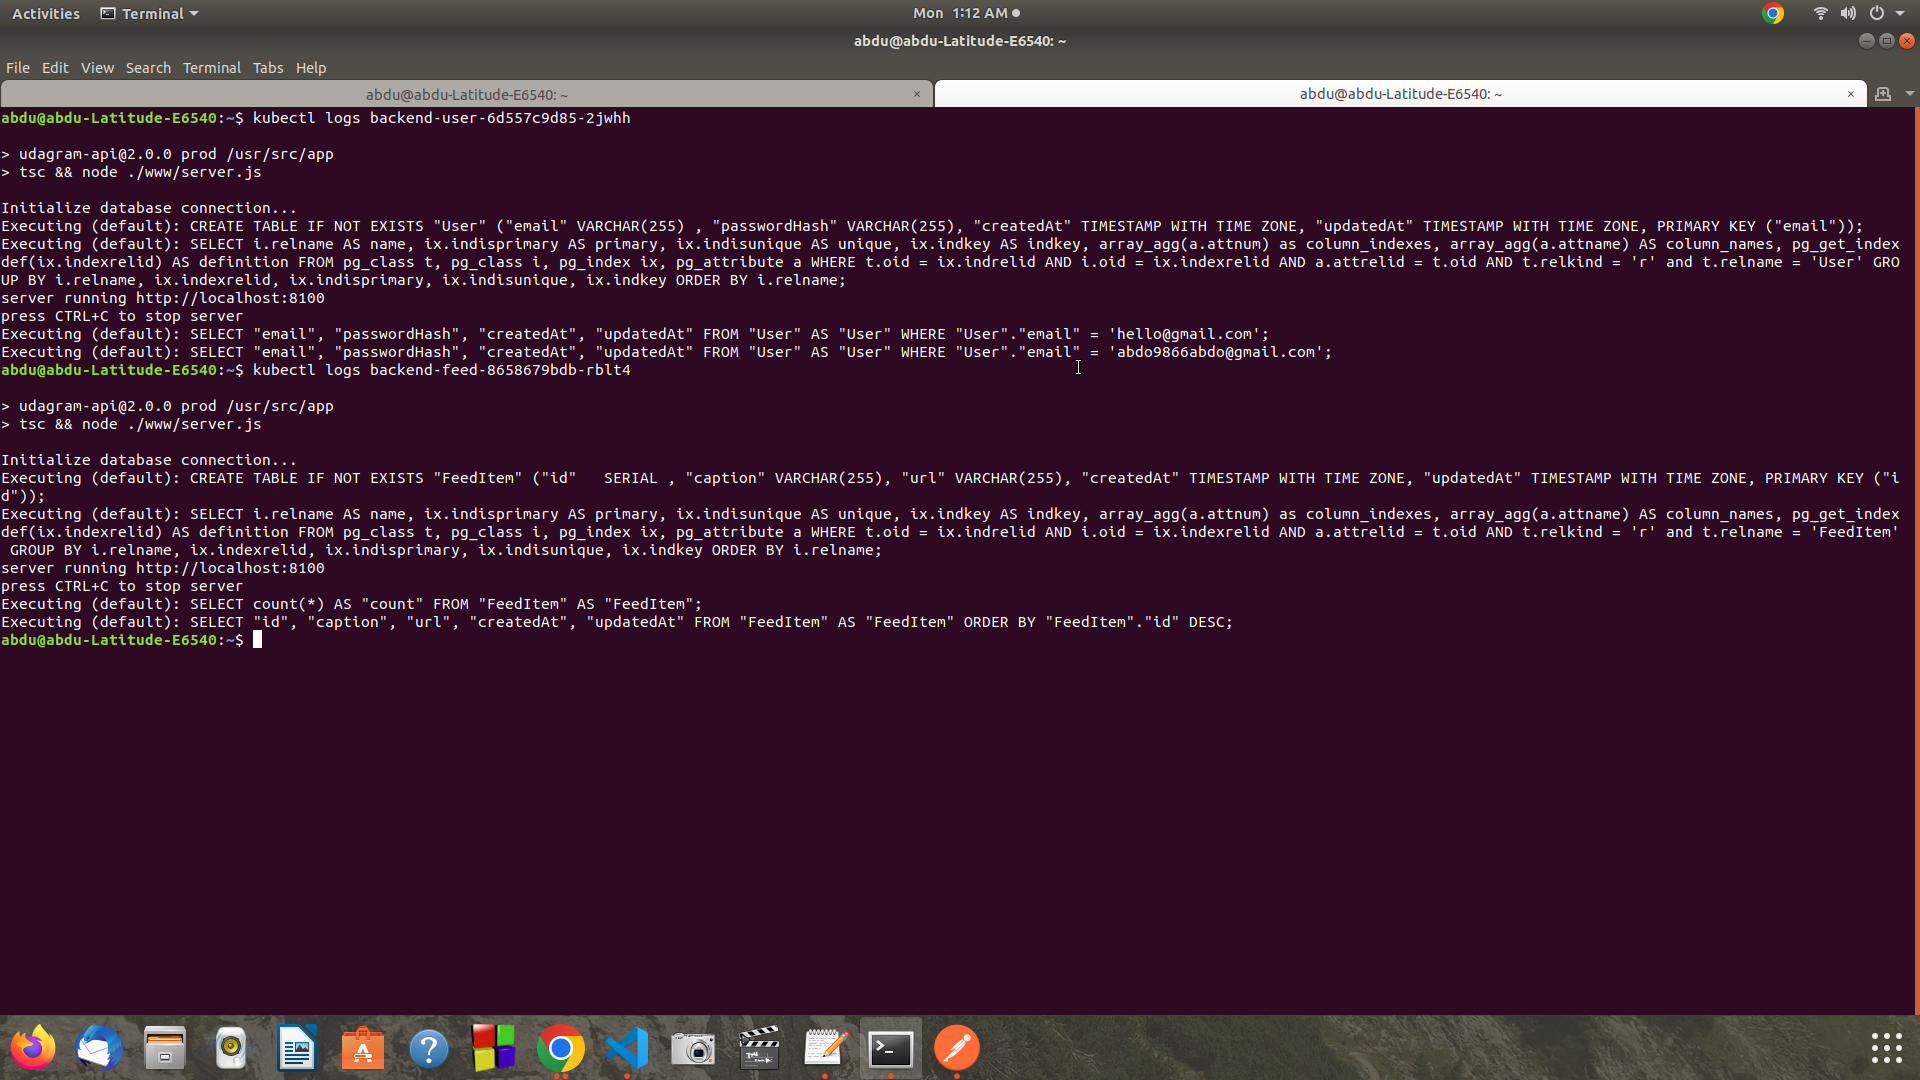 Activities Terminal Mon 1:12 AM
abdu@abdu-Latitude-E6540: ~
File Edit View Search Terminal Tabs Help
abdu@abdu-Latitude-E6540: ~ × abdu@abdu-Latitude-E6540: ~ ×
abdu@abdu-Latitude-E6540:~$ kubectl logs backend-user-6d557c9d85-2jwhh
> udagram-api@2.0.0 prod /usr/src/app
> tsc && node ./www/server.js
Initialize database connection...
Executing (default): CREATE TABLE IF NOT EXISTS "User" ("email" VARCHAR(255) , "passwordHash" VARCHAR(255), "createdAt" TIMESTAMP WITH TIME ZONE, "updatedAt" TIMESTAMP WITH TIME ZONE, PRIMARY KEY ("email"));
Executing (default): SELECT i.relname AS name, ix.indisprimary AS primary, ix.indisunique AS unique, ix.indkey AS indkey, array_agg(a.attnum) as column_indexes, array_agg(a.attname) AS column_names, pg_get_index
def(ix.indexrelid) AS definition FROM pg_class t, pg_class i, pg_index ix, pg_attribute a WHERE t.oid = ix.indrelid AND i.oid = ix.indexrelid AND a.attrelid = t.oid AND t.relkind = 'r' and t.relname = 'User' GRO
UP BY i.relname, ix.indexrelid, ix.indisprimary, ix.indisunique, ix.indkey ORDER BY i.relname;
server running http://localhost:8100
press CTRL+C to stop server
Executing (default): SELECT "email", "passwordHash", "createdAt", "updatedAt" FROM "User" AS "User" WHERE "User"."email" = 'hello@gmail.com';
Executing (default): SELECT "email", "passwordHash", "createdAt", "updatedAt" FROM "User" AS "User" WHERE "User"."email" = 'abdo9866abdo@gmail.com';
abdu@abdu-Latitude-E6540:~$ kubectl logs backend-feed-8658679bdb-rblt4
> udagram-api@2.0.0 prod /usr/src/app
> tsc && node ./www/server.js
Initialize database connection...
Executing (default): CREATE TABLE IF NOT EXISTS "FeedItem" ("id"   SERIAL , "caption" VARCHAR(255), "url" VARCHAR(255), "createdAt" TIMESTAMP WITH TIME ZONE, "updatedAt" TIMESTAMP WITH TIME ZONE, PRIMARY KEY ("i
d"));
Executing (default): SELECT i.relname AS name, ix.indisprimary AS primary, ix.indisunique AS unique, ix.indkey AS indkey, array_agg(a.attnum) as column_indexes, array_agg(a.attname) AS column_names, pg_get_index
def(ix.indexrelid) AS definition FROM pg_class t, pg_class i, pg_index ix, pg_attribute a WHERE t.oid = ix.indrelid AND i.oid = ix.indexrelid AND a.attrelid = t.oid AND t.relkind = 'r' and t.relname = 'FeedItem'
 GROUP BY i.relname, ix.indexrelid, ix.indisprimary, ix.indisunique, ix.indkey ORDER BY i.relname;
server running http://localhost:8100
press CTRL+C to stop server
Executing (default): SELECT count(*) AS "count" FROM "FeedItem" AS "FeedItem";
Executing (default): SELECT "id", "caption", "url", "createdAt", "updatedAt" FROM "FeedItem" AS "FeedItem" ORDER BY "FeedItem"."id" DESC;
abdu@abdu-Latitude-E6540:~$